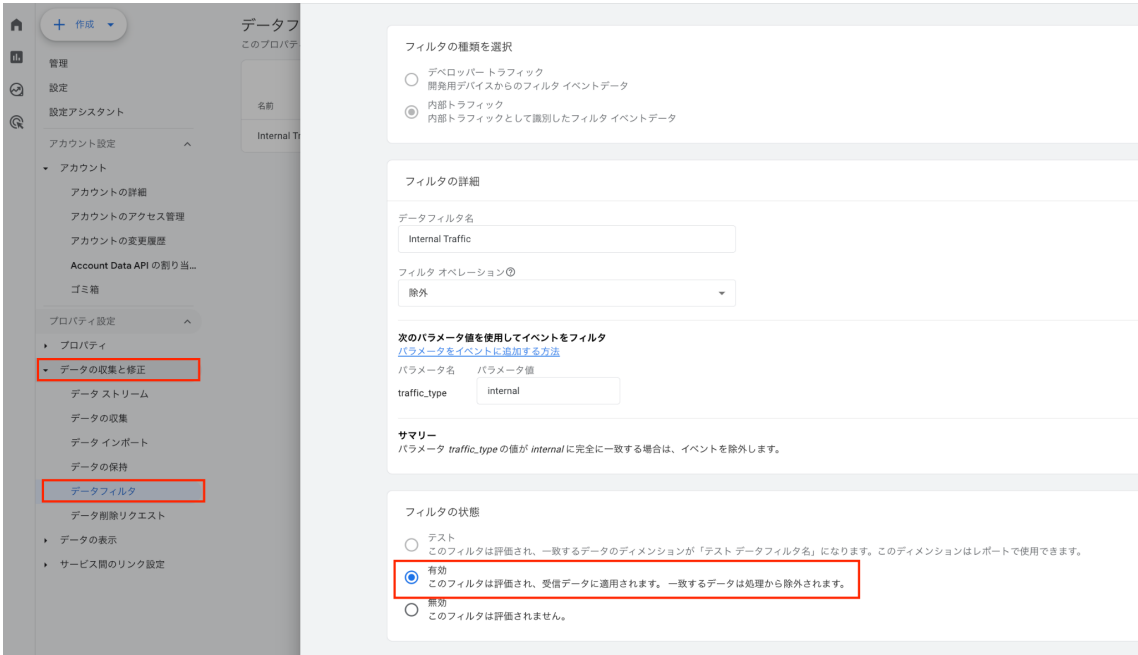 作成
管理
設定
設定アシスタント
アカウント設定
アカウント
アカウントの詳細
アカウントのアクセス管理
アカウントの変更履歴
Account Data API の割り当...
ゴミ箱
プロパティ設定
プロパティ
データの収集と修正
データ ストリーム
データの収集
データ インポート
データの保持
データフィルタ
データ削除リクエスト
データの表示
サービス間のリンク設定
データフ
このプロパテ
名前
Internal Tr
フィルタの種類を選択
デベロッパー トラフィック
開発用デバイスからのフィルタ イベントデータ
内部トラフィック
内部トラフィックとして識別したフィルタ イベントデータ
フィルタの詳細
データフィルタ名
Internal Traffic
フィルタ オペレーション
除外
次のパラメータ値を使用してイベントをフィルタ
パラメータをイベントに追加する方法
パラメータ名 パラメータ値
traffic_type internal
サマリー
パラメータ traffic_type の値が internal に完全に一致する場合は、イベントを除外します。
フィルタの状態
テスト
このフィルタは評価され、一致するデータのディメンションが「テスト データフィルタ名」になります。このディメンションはレポートで使用できます。
有効
このフィルタは評価され、受信データに適用されます。 一致するデータは処理から除外されます。
無効
このフィルタは評価されません。